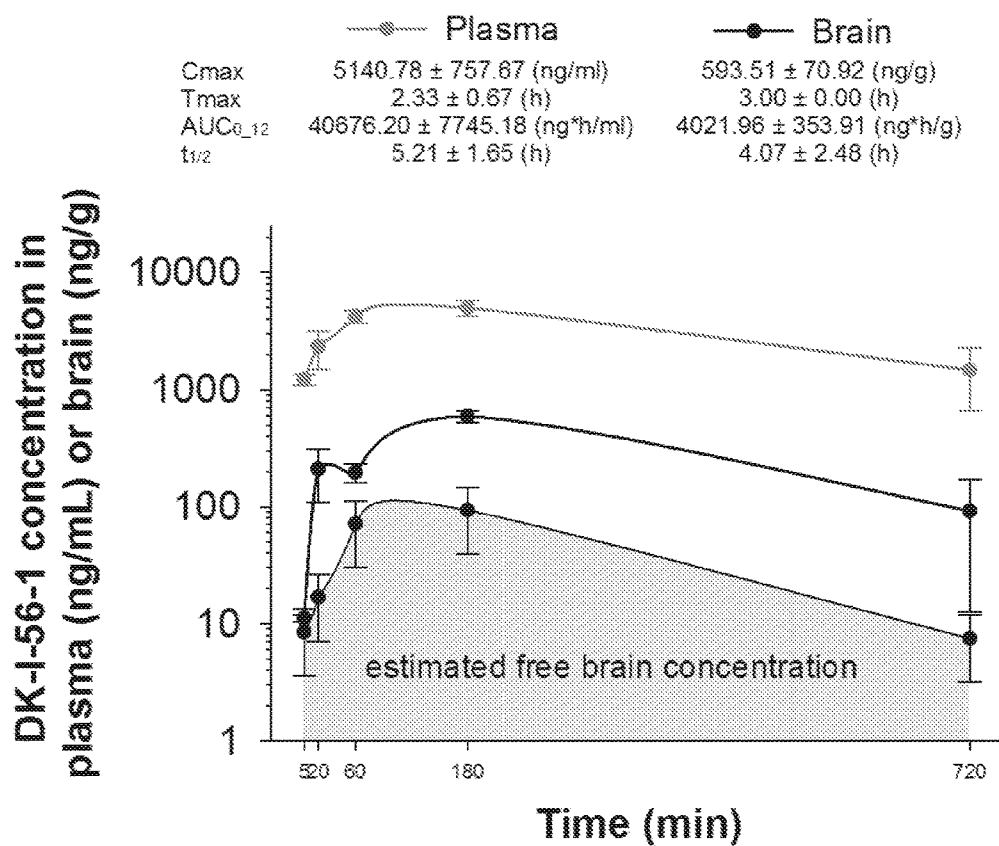 Plasma Brain
Cmax 5140.78 ± 757.67 (ng/ml) 593.51 ± 70.92 (ng/g)
Tmax 2.33 ± 0.67 (h) 3.00 ± 0.00 (h)
AUC0_12 40676.20 ± 7745.18 (ng*h/ml) 4021.96 ± 353.91 (ng*h/g)
t1/2 5.21 ± 1.65 (h) 4.07 ± 2.48 (h)
DK-I-56-1 concentration in
plasma (ng/mL) or brain (ng/g)
10000
1000
100
10
1
estimated free brain concentration
5 20 60 180 720
Time (min)